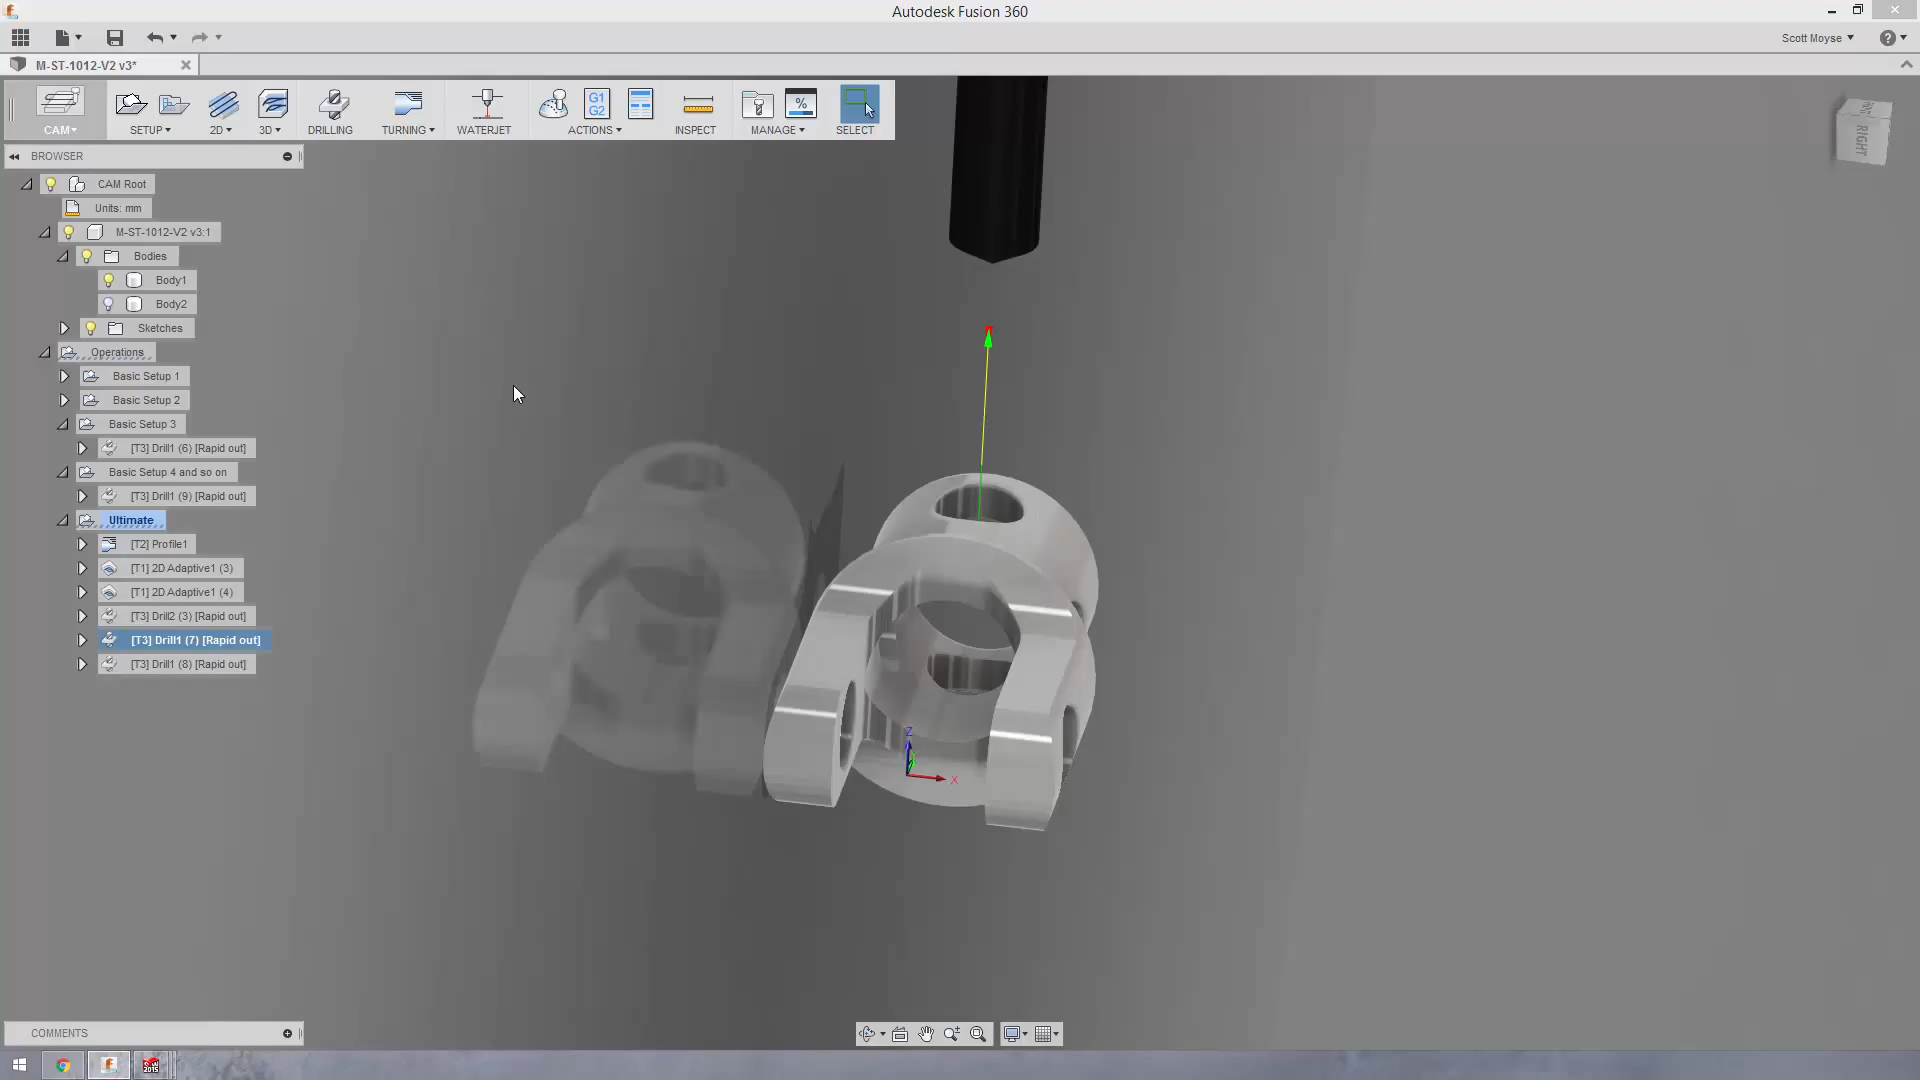 Autodesk Fusion 360
Scott Moyse
M-ST-1012-V2 v3*
G1
G2
%
CAM
SETUP
2D
3D
DRILLING
TURNING
WATERJET
ACTIONS
INSPECT
MANAGE
SELECT
RIGHT
BROWSER
CAM Root
Units: mm
M-ST-1012-V2 v3:1
Bodies
Body1
Body2
Sketches
Operations
Basic Setup 1
Basic Setup 2
Basic Setup 3
[T3] Drill1 (6) [Rapid out]
Basic Setup 4 and so on
[T3] Drill1 (9) [Rapid out]
Ultimate
[T2] Profile1
[T1] 2D Adaptive1 (3)
[T1] 2D Adaptive1 (4)
[T3] Drill2 (3) [Rapid out]
[T3] Drill1 (7) [Rapid out]
[T3] Drill1 (8) [Rapid out]
Z
X
COMMENTS
2015